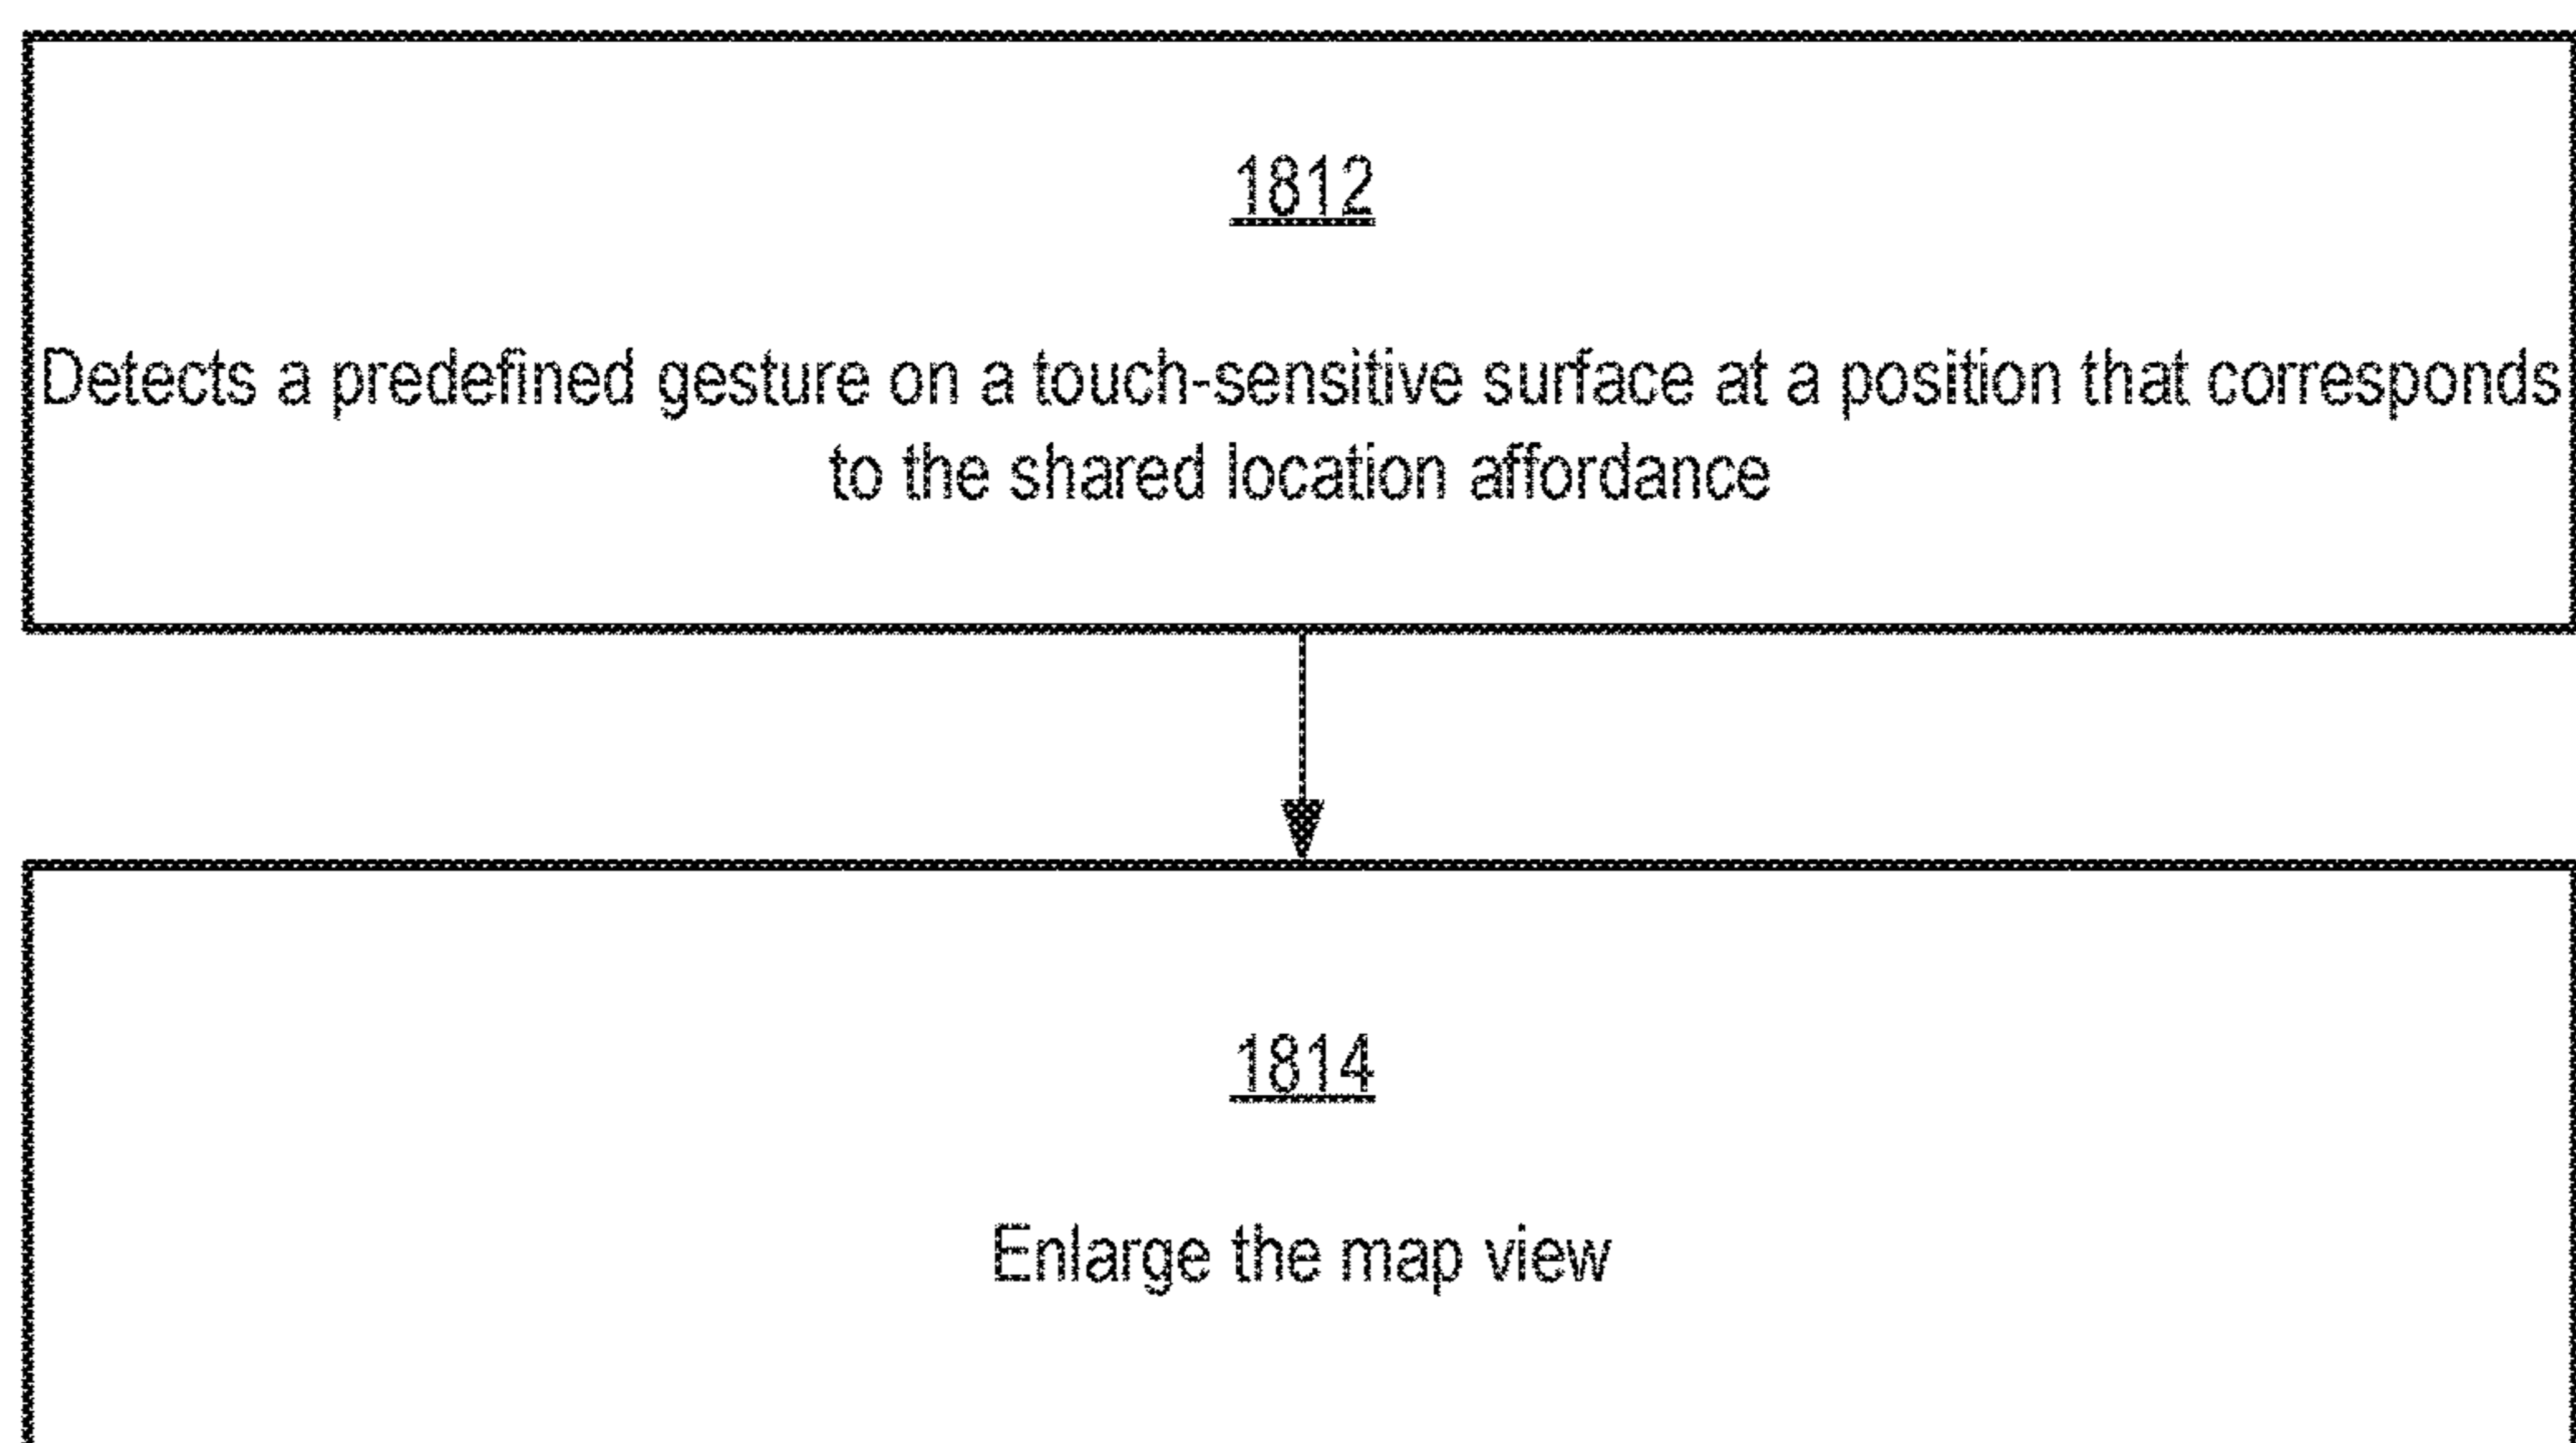 1812
Detects a predefined gesture on a touch-sensitive surface at a position that corresponds
to the shared location affordance
1814
Enlarge the map view